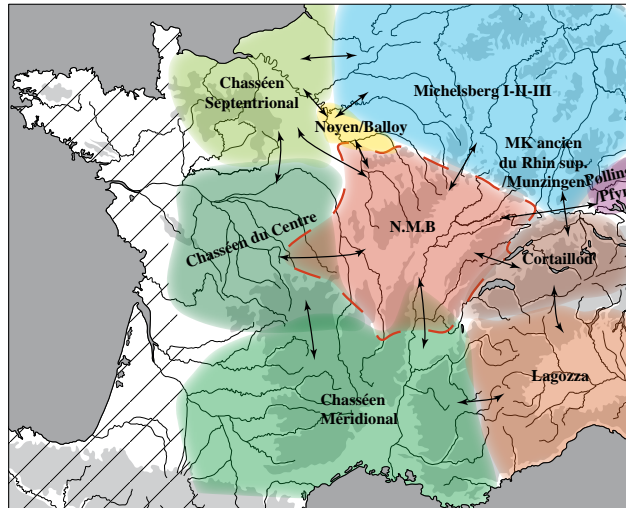 Chasséen
Septentrional
Michelsberg I-II-III
Noyen/Balloy
MK ancien
du Rhin sup.
/Munzingen
Pollins
/Pfyn
Chasséen du Centre
N.M.B
Cortaillod
Lagozza
Chasséen
Méridional